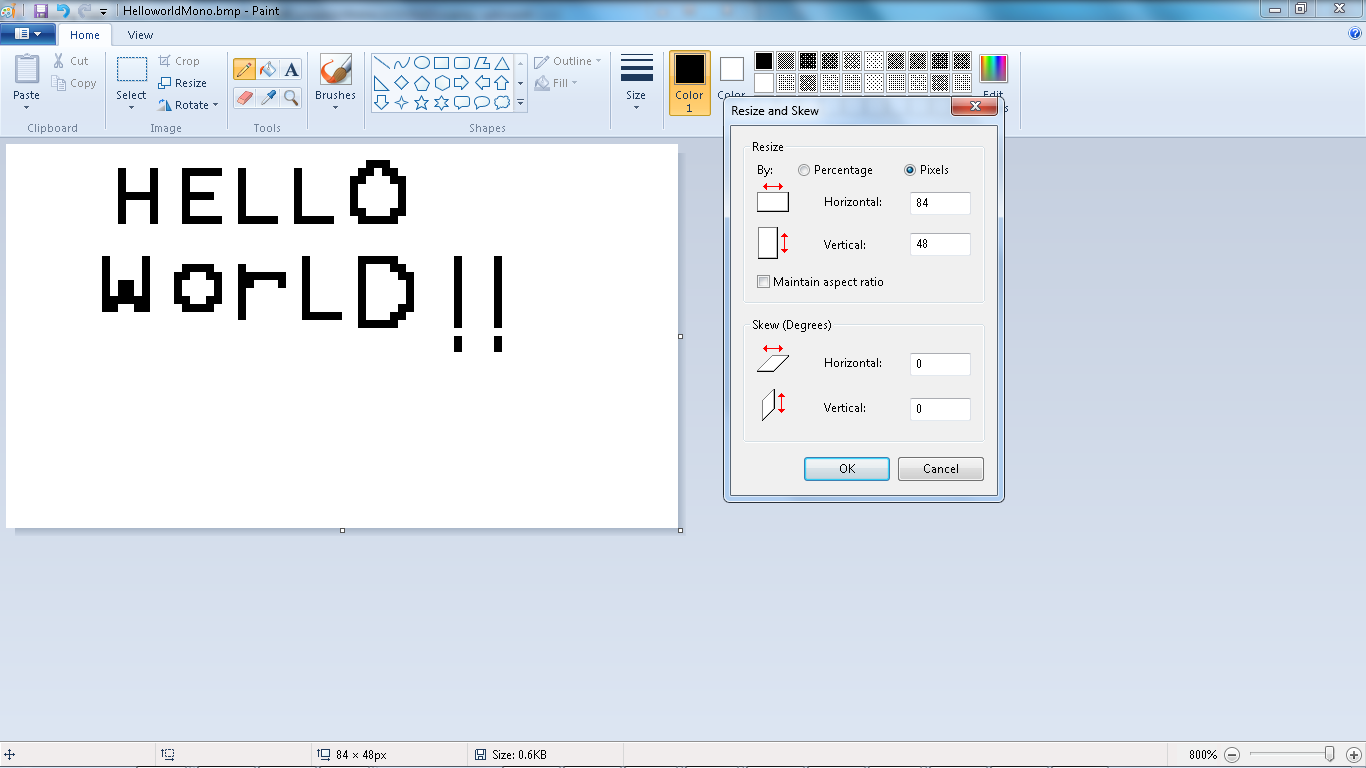 HelloworldMono.bmp - Paint
Home View
Paste Cut Copy Select Crop Resize Rotate Brushes Outline Fill Size Color 1
Clipboard Image Tools Shapes
Resize and Skew
Resize
By: Percentage Pixels
Horizontal: 84
Vertical: 48
Maintain aspect ratio
Skew (Degrees)
Horizontal: 0
Vertical: 0
OK Cancel
HELLO
WorLD!!
84 × 48px Size: 0.6KB 800%